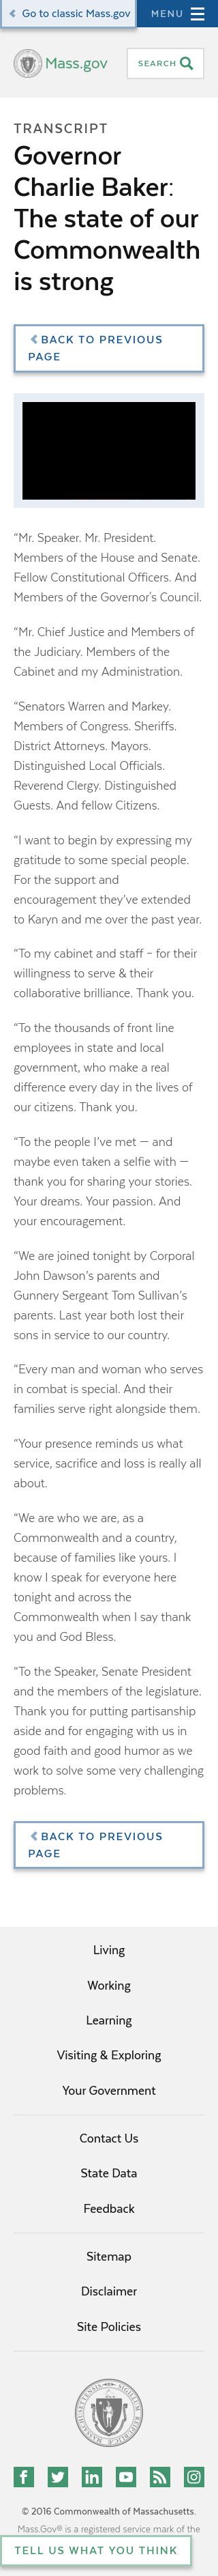 Go to classic Mass.gov
MENU
Mass.gov
SEARCH
TRANSCRIPT
Governor
Charlie Baker:
The state of our
Commonwealth
is strong
BACK TO PREVIOUS
PAGE
“Mr. Speaker. Mr. President.
Members of the House and Senate.
Fellow Constitutional Officers. And
Members of the Governor’s Council.
“Mr. Chief Justice and Members of
the Judiciary. Members of the
Cabinet and my Administration.
“Senators Warren and Markey.
Members of Congress. Sheriffs.
District Attorneys. Mayors.
Distinguished Local Officials.
Reverend Clergy. Distinguished
Guests. And fellow Citizens.
“I want to begin by expressing my
gratitude to some special people.
For the support and
encouragement they’ve extended
to Karyn and me over the past year.
“To my cabinet and staff – for their
willingness to serve & their
collaborative brilliance. Thank you.
“To the thousands of front line
employees in state and local
government, who make a real
difference every day in the lives of
our citizens. Thank you.
“To the people I’ve met — and
maybe even taken a selfie with —
thank you for sharing your stories.
Your dreams. Your passion. And
your encouragement.
“We are joined tonight by Corporal
John Dawson’s parents and
Gunnery Sergeant Tom Sullivan’s
parents. Last year both lost their
sons in service to our country.
“Every man and woman who serves
in combat is special. And their
families serve right alongside them.
“Your presence reminds us what
service, sacrifice and loss is really all
about.
“We are who we are, as a
Commonwealth and a country,
because of families like yours. I
know I speak for everyone here
tonight and across the
Commonwealth when I say thank
you and God Bless.
“To the Speaker, Senate President
and the members of the legislature.
Thank you for putting partisanship
aside and for engaging with us in
good faith and good humor as we
work to solve some very challenging
problems.
BACK TO PREVIOUS
PAGE
Living
Working
Learning
Visiting & Exploring
Your Government
Contact Us
State Data
Feedback
Sitemap
Disclaimer
Site Policies
© 2016 Commonwealth of Massachusetts.
Mass.Gov® is a registered service mark of the
TELL US WHAT YOU THINK